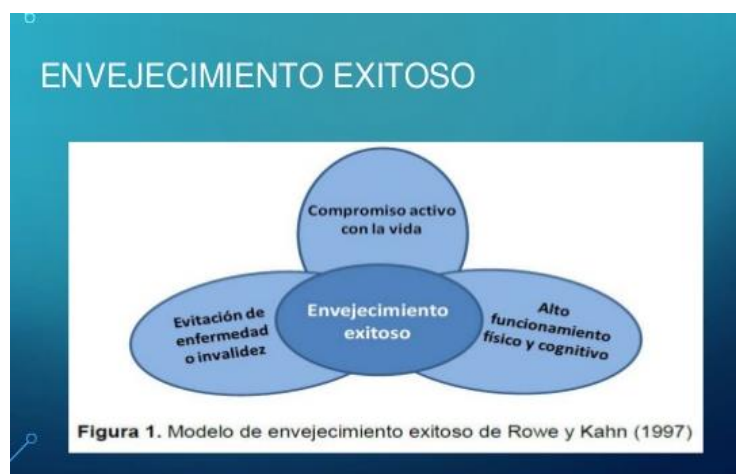 ENVEJECIMIENTO EXITOSO
Compromiso activo
con la vida
Evitación de
enfermedad
o invalidez
Envejecimiento
exitoso
Alto
funcionamiento
físico y cognitivo
Figura 1. Modelo de envejecimiento exitoso de Rowe y Kahn (1997)